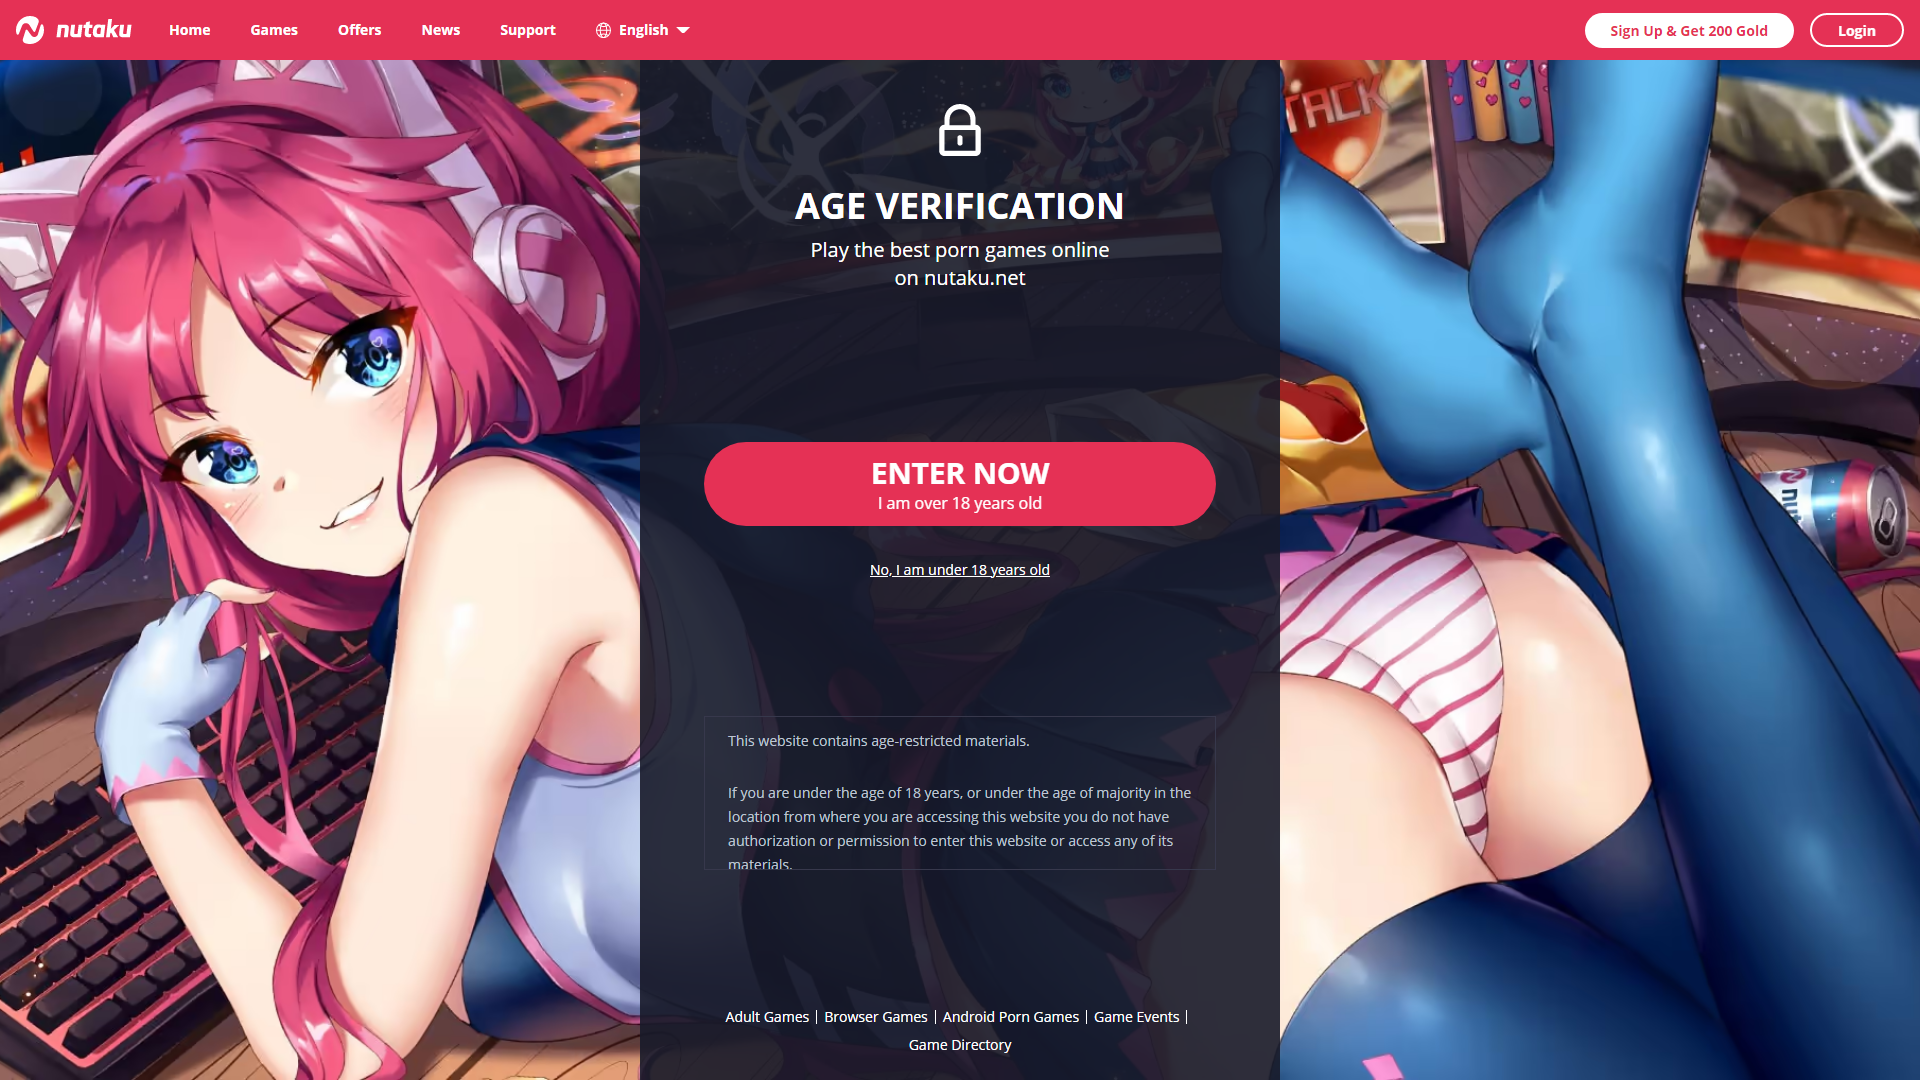 nutaku Home Games Offers News Support English Sign Up & Get 200 Gold Login
TACK
AGE VERIFICATION
Play the best porn games online
on nutaku.net
ENTER NOW
I am over 18 years old
nut
No, I am under 18 years old
This website contains age-restricted materials.
If you are under the age of 18 years, or under the age of majority in the
location from where you are accessing this website you do not have
authorization or permission to enter this website or access any of its
materials.
Adult Games | Browser Games | Android Porn Games | Game Events |
Game Directory